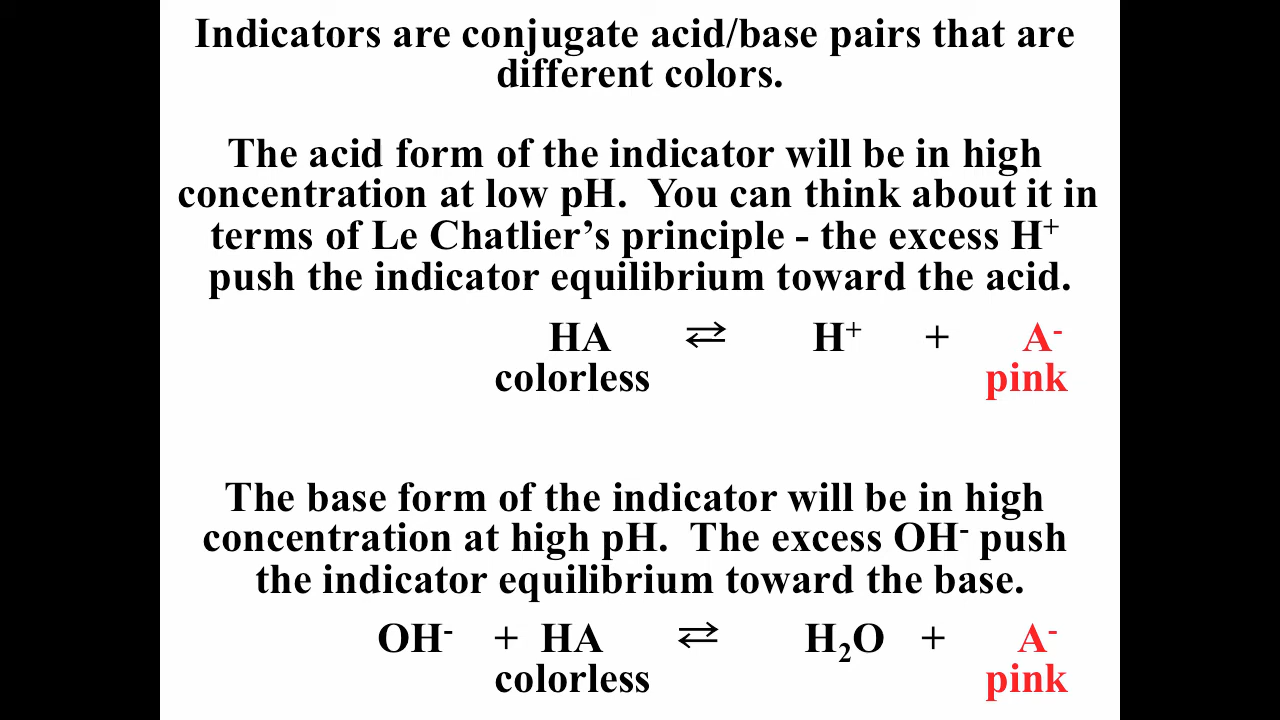 Indicators are conjugate acid/base pairs that are
different colors.
The acid form of the indicator will be in high
concentration at low pH.  You can think about it in
terms of Le Chatlier’s principle - the excess H⁺
push the indicator equilibrium toward the acid.
HA ⇄ H⁺ + A⁻
colorless pink
The base form of the indicator will be in high
concentration at high pH.  The excess OH⁻ push
the indicator equilibrium toward the base.
OH⁻ + HA ⇄ H₂O + A⁻
colorless pink